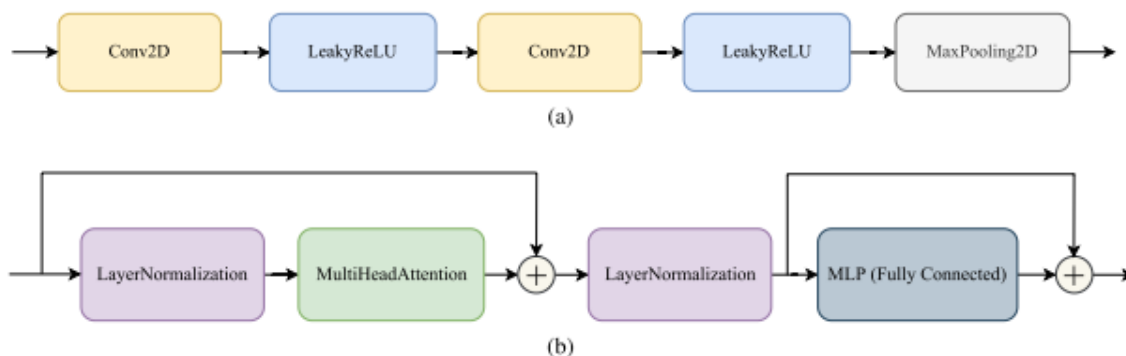 Conv2D LeakyReLU Conv2D LeakyReLU MaxPooling2D
(a)
LayerNormalization MultiHeadAttention LayerNormalization MLP (Fully Connected)
(b)